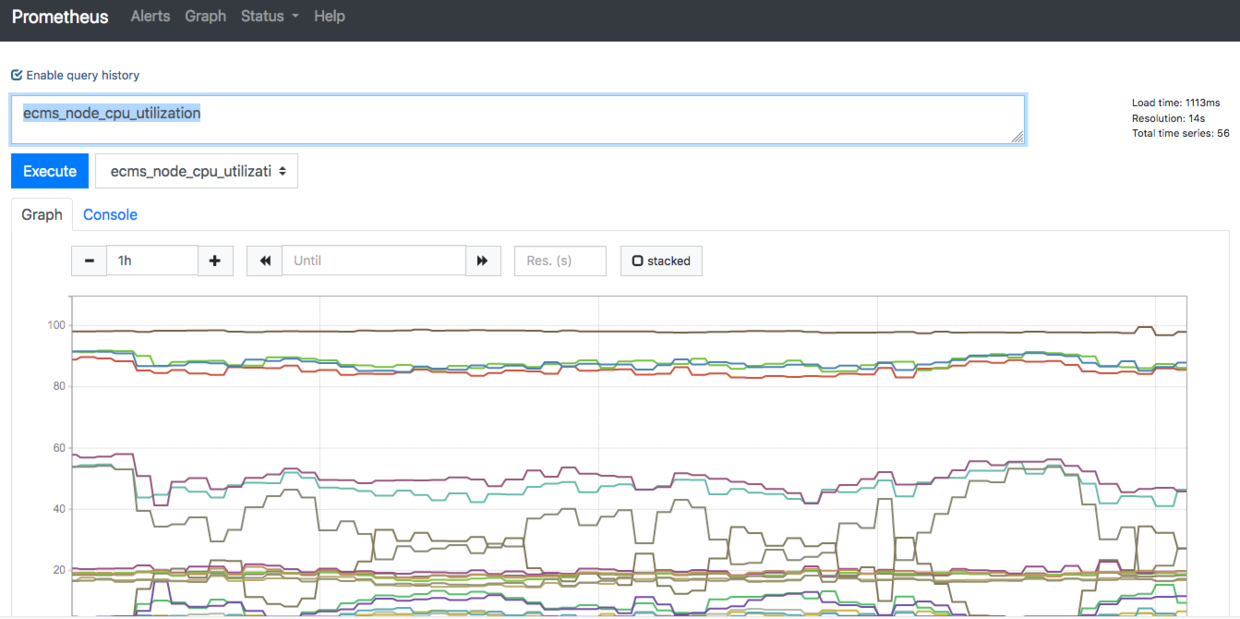 Prometheus Alerts Graph Status Help
Enable query history
ecms_node_cpu_utilization
Load time: 1113ms
Resolution: 14s
Total time series: 56
Execute ecms_node_cpu_utilizati
Graph Console
- 1h + Until Res. (s) stacked
100
80
60
40
20